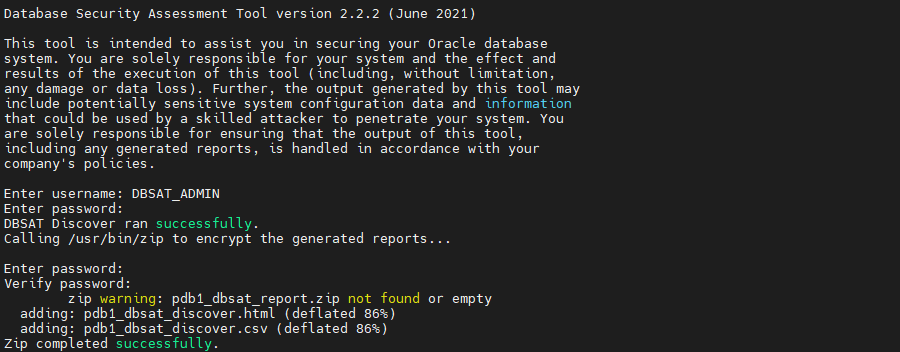 Database Security Assessment Tool version 2.2.2 (June 2021)
This tool is intended to assist you in securing your Oracle database
system. You are solely responsible for your system and the effect and
results of the execution of this tool (including, without limitation,
any damage or data loss). Further, the output generated by this tool may
include potentially sensitive system configuration data and information
that could be used by a skilled attacker to penetrate your system. You
are solely responsible for ensuring that the output of this tool,
including any generated reports, is handled in accordance with your
company's policies.
Enter username: DBSAT_ADMIN
Enter password:
DBSAT Discover ran successfully.
Calling /usr/bin/zip to encrypt the generated reports...
Enter password:
Verify password:
zip warning: pdb1_dbsat_report.zip not found or empty
adding: pdb1_dbsat_discover.html (deflated 86%)
adding: pdb1_dbsat_discover.csv (deflated 86%)
Zip completed successfully.